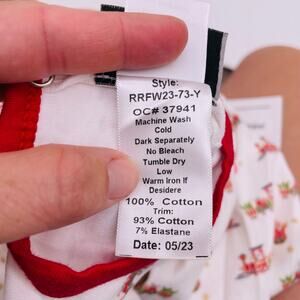 Style:
RRFW23-73-Y
OC# 37941
Machine Wash
Cold
Dark Separately
No Bleach
Tumble Dry
Low
Warm Iron If
Desidere
100% Cotton
Trim:
93% Cotton
7% Elastane
Date: 05/23